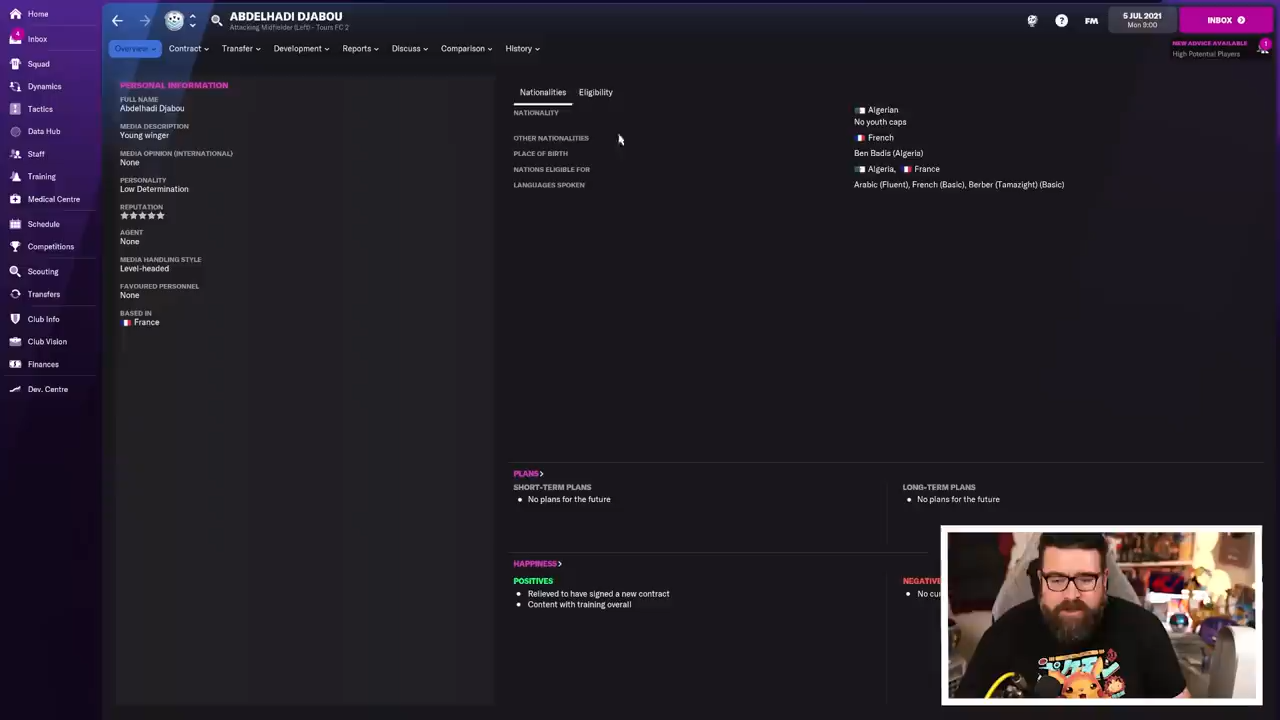 Home
4
Inbox
Squad
Dynamics
Tactics
Data Hub
Staff
Training
Medical Centre
Schedule
Competitions
Scouting
Transfers
Club Info
Club Vision
Finances
Dev. Centre
ABDELHADI DJABOU
Attacking Midfielder (Left) - Tours FC 2
?
FM
5 JUL 2021
Mon 9:00
INBOX
Overview
Contract
Transfer
Development
Reports
Discuss
Comparison
History
NEW ADVICE AVAILABLE
1
High Potential Players
PERSONAL INFORMATION
FULL NAME
Abdelhadi Djabou
MEDIA DESCRIPTION
Young winger
MEDIA OPINION (INTERNATIONAL)
None
PERSONALITY
Low Determination
REPUTATION
AGENT
None
MEDIA HANDLING STYLE
Level-headed
FAVOURED PERSONNEL
None
BASED IN
France
Nationalities Eligibility
NATIONALITY
Algerian
No youth caps
OTHER NATIONALITIES
French
PLACE OF BIRTH
Ben Badis (Algeria)
NATIONS ELIGIBLE FOR
Algeria, France
LANGUAGES SPOKEN
Arabic (Fluent), French (Basic), Berber (Tamazight) (Basic)
PLANS >
SHORT-TERM PLANS
• No plans for the future
LONG-TERM PLANS
• No plans for the future
HAPPINESS >
POSITIVES
• Relieved to have signed a new contract
• Content with training overall
NEGATIVE
• No cu